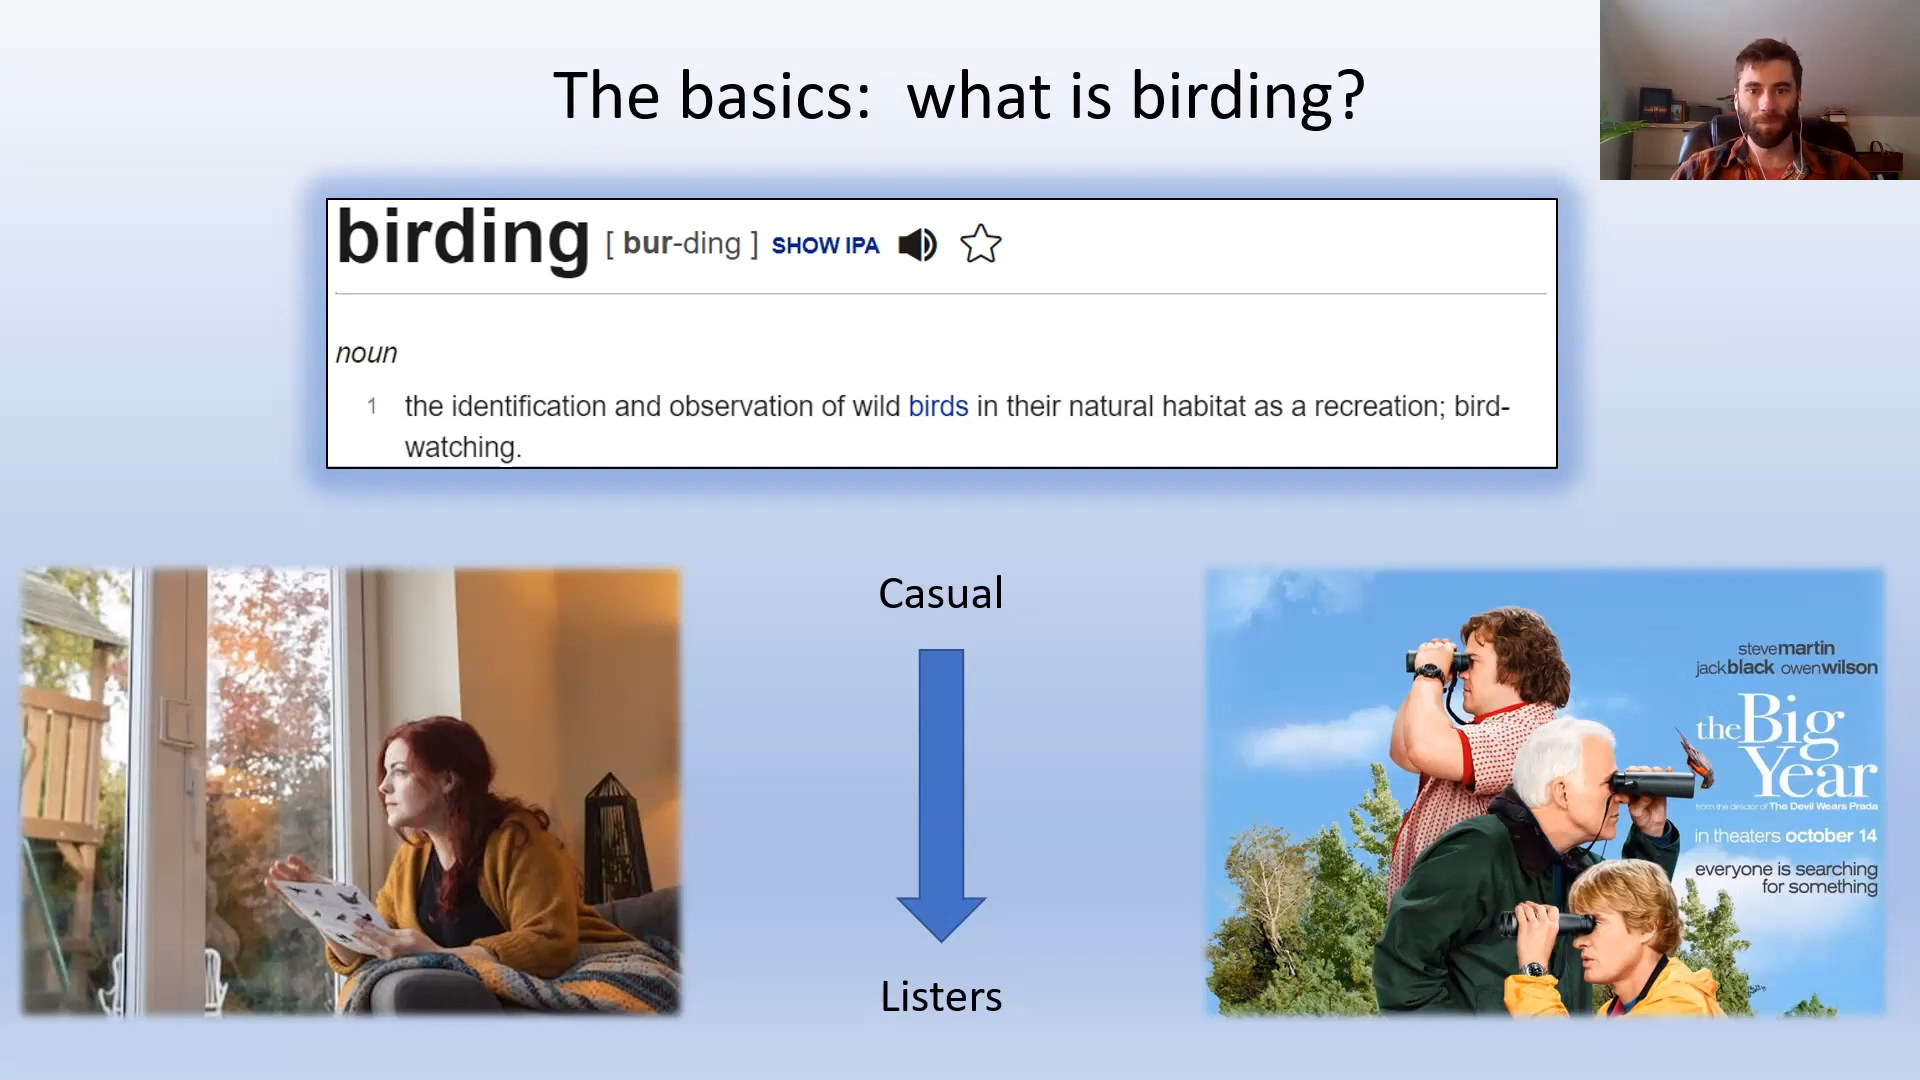 The basics: what is birding?
birding [ bur-ding ] SHOW IPA
noun
1 the identification and observation of wild birds in their natural habitat as a recreation; bird-
watching.
Casual
Listers
stevemartin
jackblack owenwilson
the Big
Year
from the director of The Devil Wears Prada
in theaters october 14
everyone is searching
for something